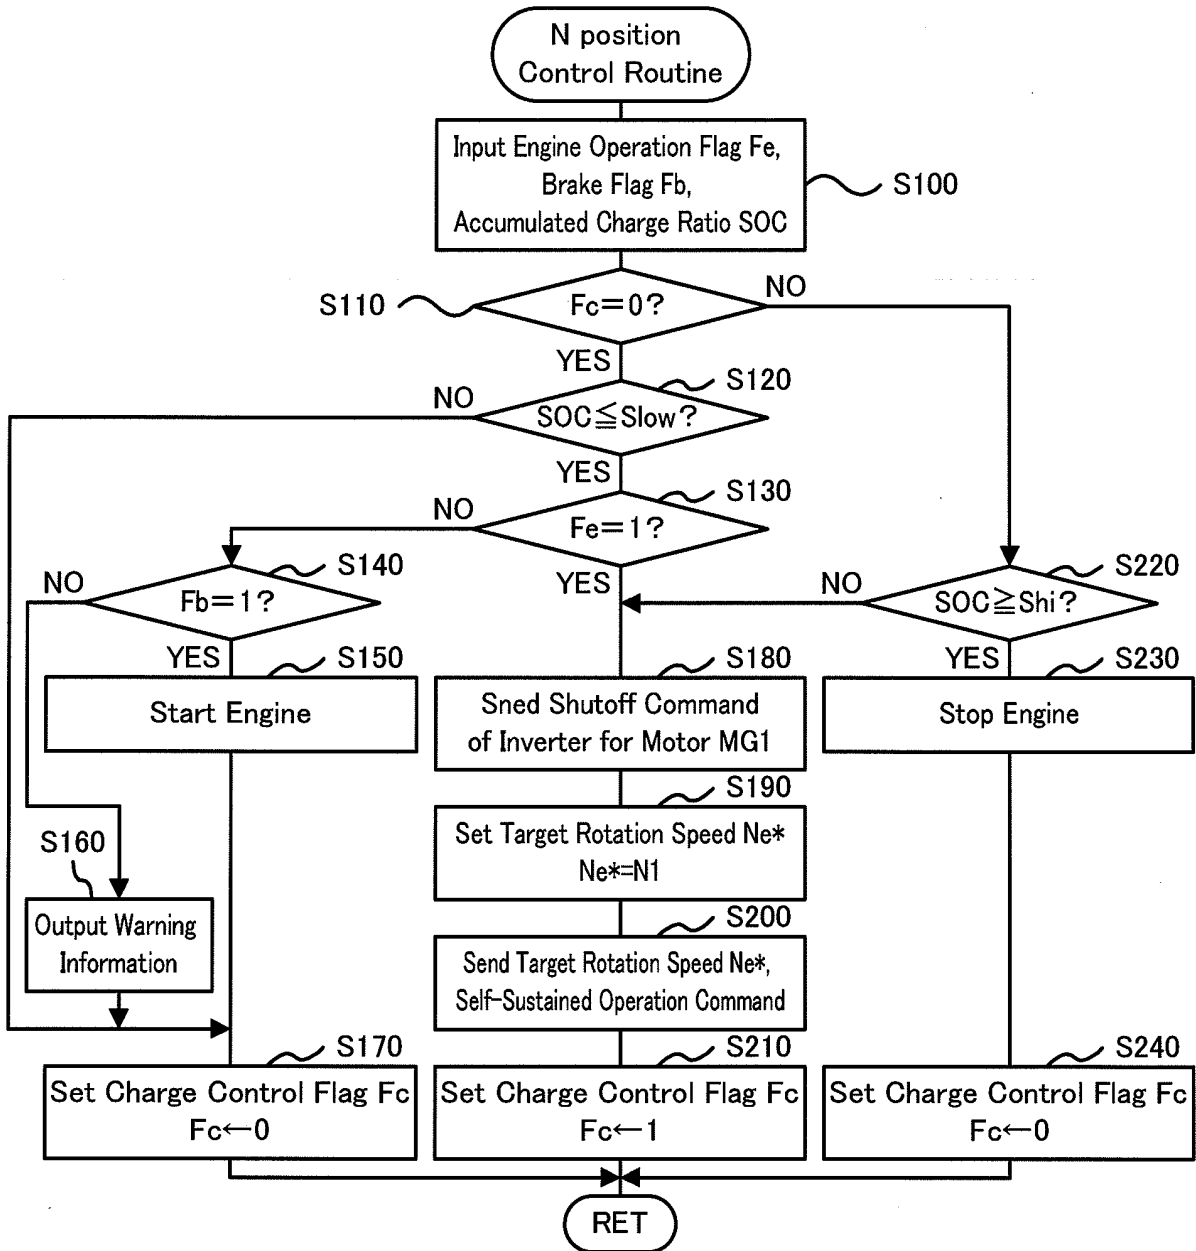 N position
Control Routine
Input Engine Operation Flag Fe,
Brake Flag Fb,
Accumulated Charge Ratio SOC
S100
Fc=0?
S110
NO
YES
S120
NO
SOC≦Slow?
YES
S130
NO
Fe=1?
YES
S140
NO
Fb=1?
YES
S220
NO
SOC≧Shi?
YES
S150
Start Engine
S180
Sned Shutoff Command
of Inverter for Motor MG1
S230
Stop Engine
S190
Set Target Rotation Speed Ne*
Ne*=N1
S160
Output Warning
Information
S200
Send Target Rotation Speed Ne*,
Self-Sustained Operation Command
S170
Set Charge Control Flag Fc
Fc←0
S210
Set Charge Control Flag Fc
Fc←1
S240
Set Charge Control Flag Fc
Fc←0
RET